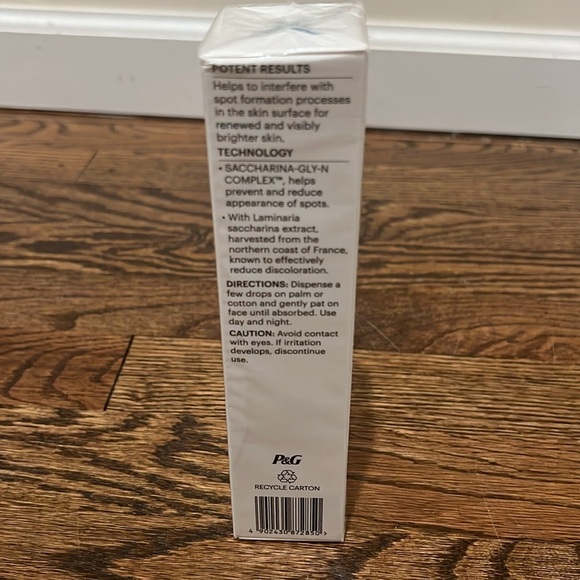 POTENT RESULTS
Helps to interfere with
spot formation processes
in the skin surface for
renewed and visibly
brighter skin.
TECHNOLOGY
• SACCHARINA-GLY-N
COMPLEX™, helps
prevent and reduce
appearance of spots.
• With Laminaria
saccharina extract,
harvested from the
northern coast of France,
known to effectively
reduce discoloration.
DIRECTIONS: Dispense a
few drops on palm or
cotton and gently pat on
face until absorbed. Use
day and night.
CAUTION: Avoid contact
with eyes. If irritation
develops, discontinue
use.
P&G
RECYCLE CARTON
4 902430 872850>